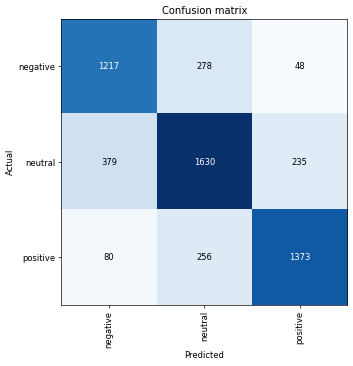 Confusion matrix
negative 1217 278 48
neutral 379 1630 235
positive 80 256 1373
Actual
negative neutral positive
Predicted